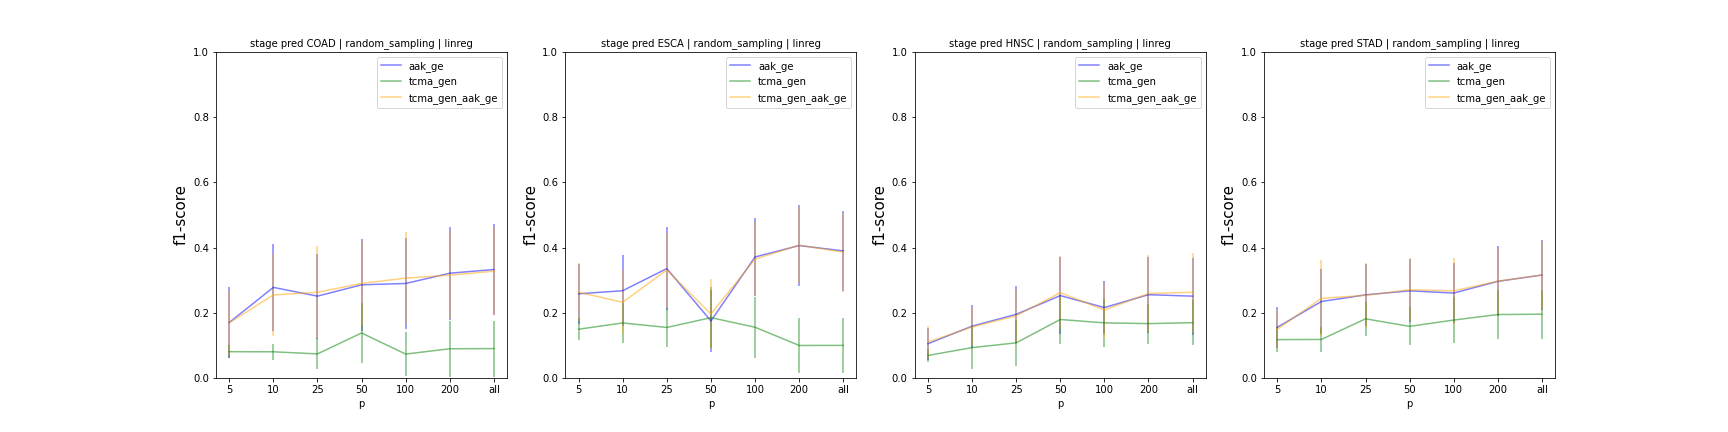 stage pred COAD | random_sampling | linreg
1.0
0.8
0.6
0.4
0.2
0.0
f1-score
aak_ge
tcma_gen
tcma_gen_aak_ge
5 10 25 50 100 200 all
p
stage pred ESCA | random_sampling | linreg
1.0
0.8
0.6
0.4
0.2
0.0
f1-score
aak_ge
tcma_gen
tcma_gen_aak_ge
5 10 25 50 100 200 all
p
stage pred HNSC | random_sampling | linreg
1.0
0.8
0.6
0.4
0.2
0.0
f1-score
aak_ge
tcma_gen
tcma_gen_aak_ge
5 10 25 50 100 200 all
p
stage pred STAD | random_sampling | linreg
1.0
0.8
0.6
0.4
0.2
0.0
f1-score
aak_ge
tcma_gen
tcma_gen_aak_ge
5 10 25 50 100 200 all
p